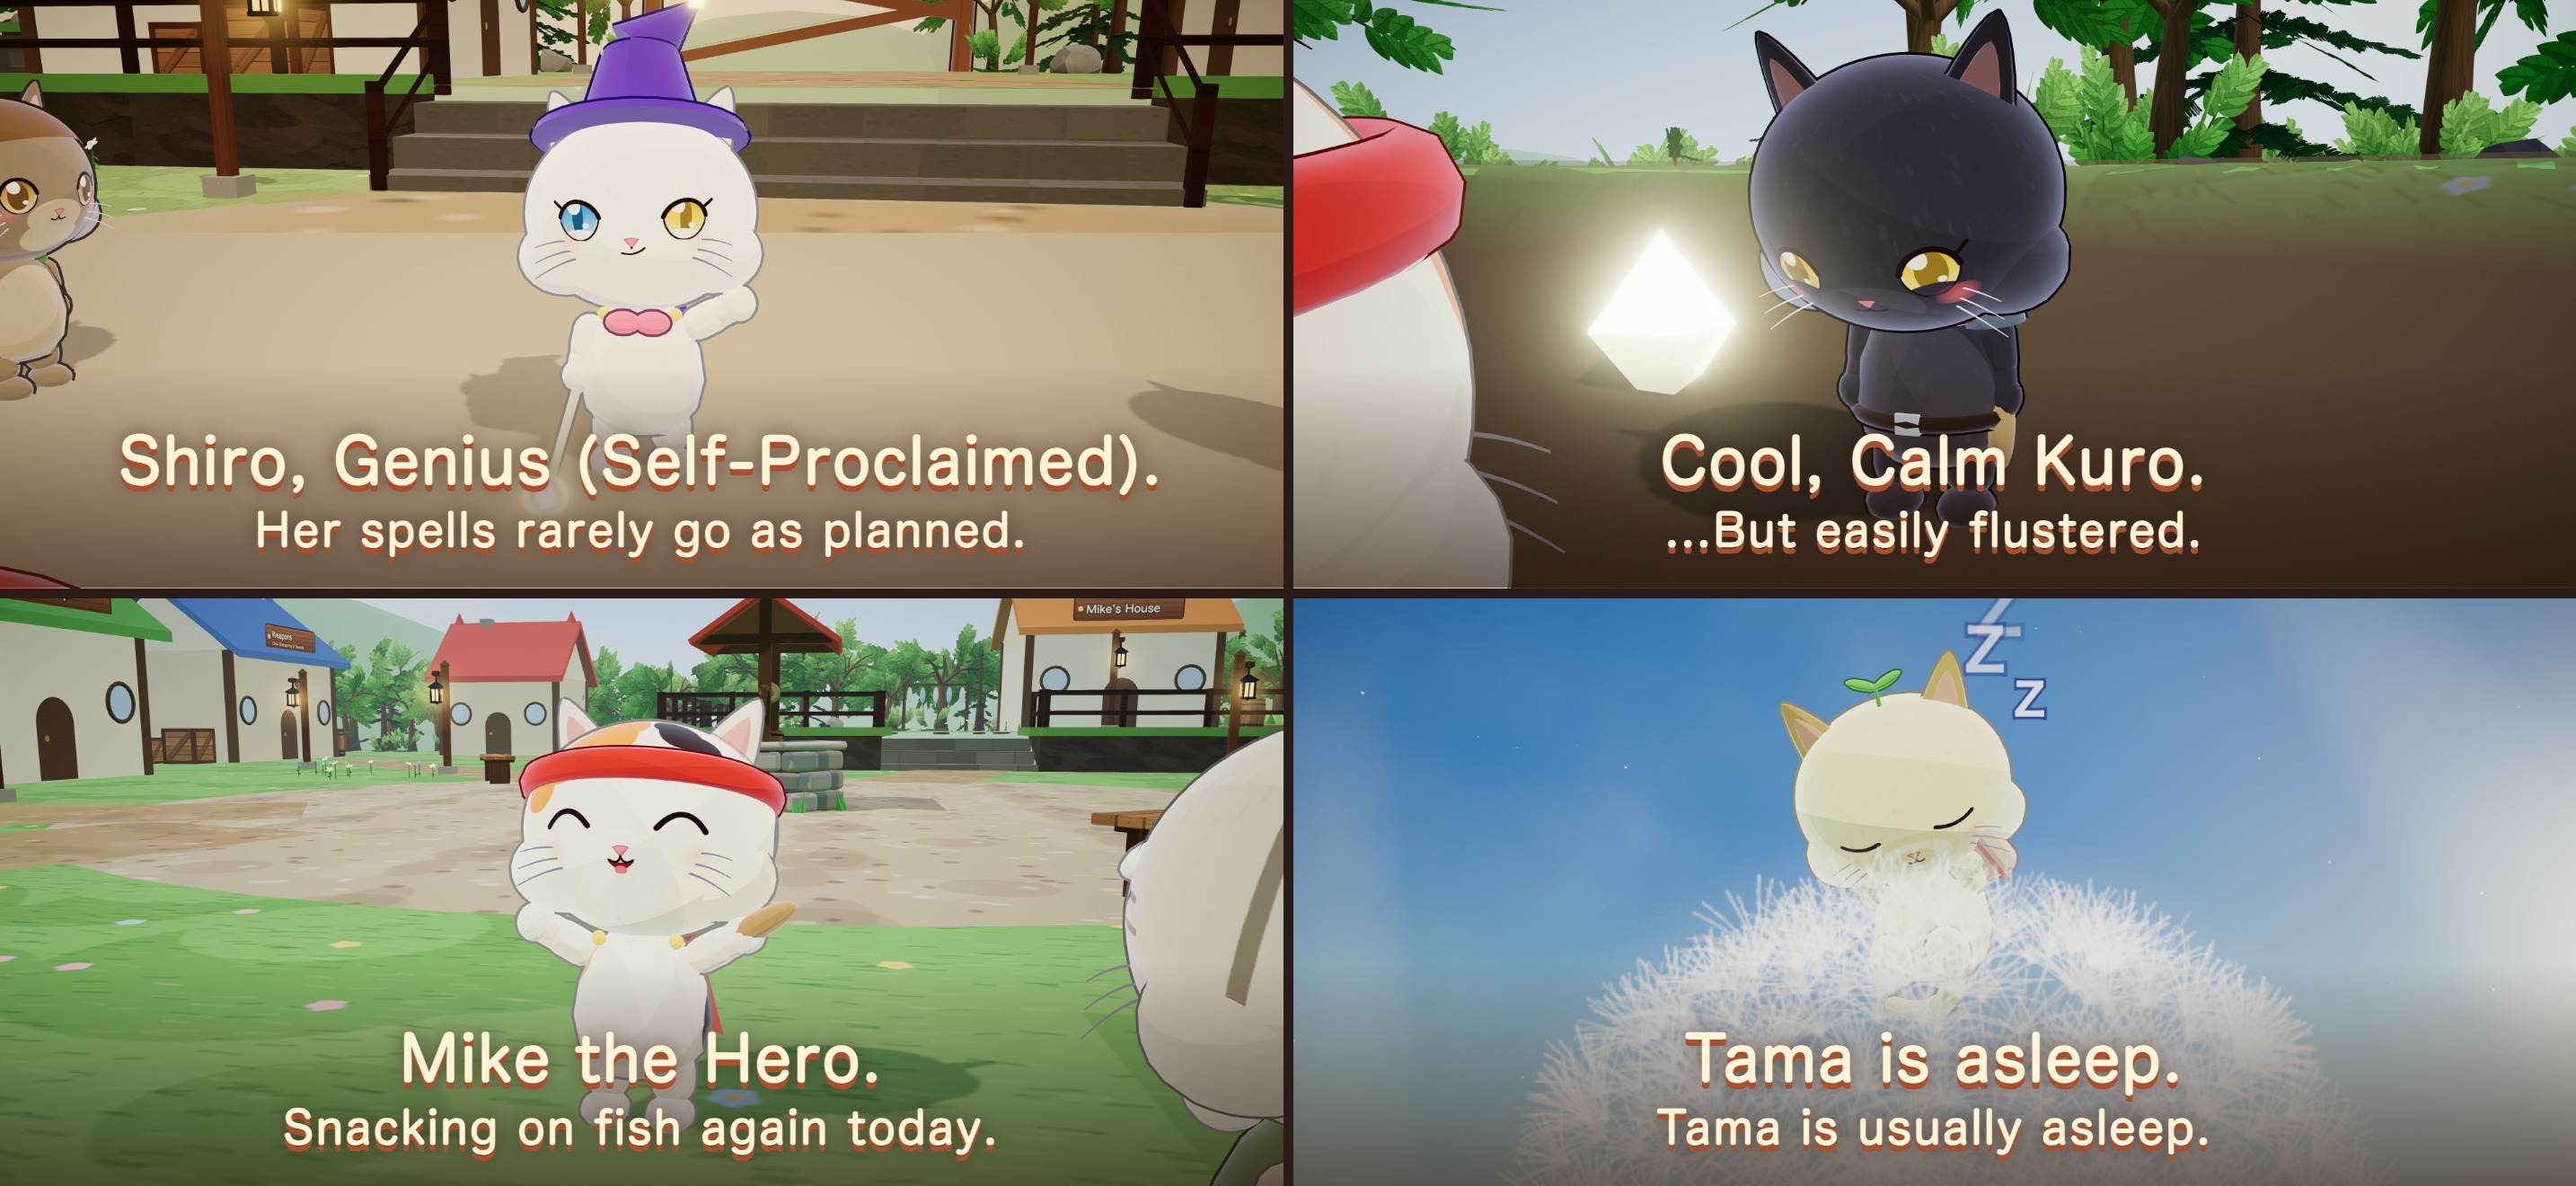 Shiro, Genius (Self-Proclaimed).
Her spells rarely go as planned.
Cool, Calm Kuro.
...But easily flustered.
Weapons
Mike's House
Mike the Hero.
Snacking on fish again today.
Z
z
Tama is asleep.
Tama is usually asleep.